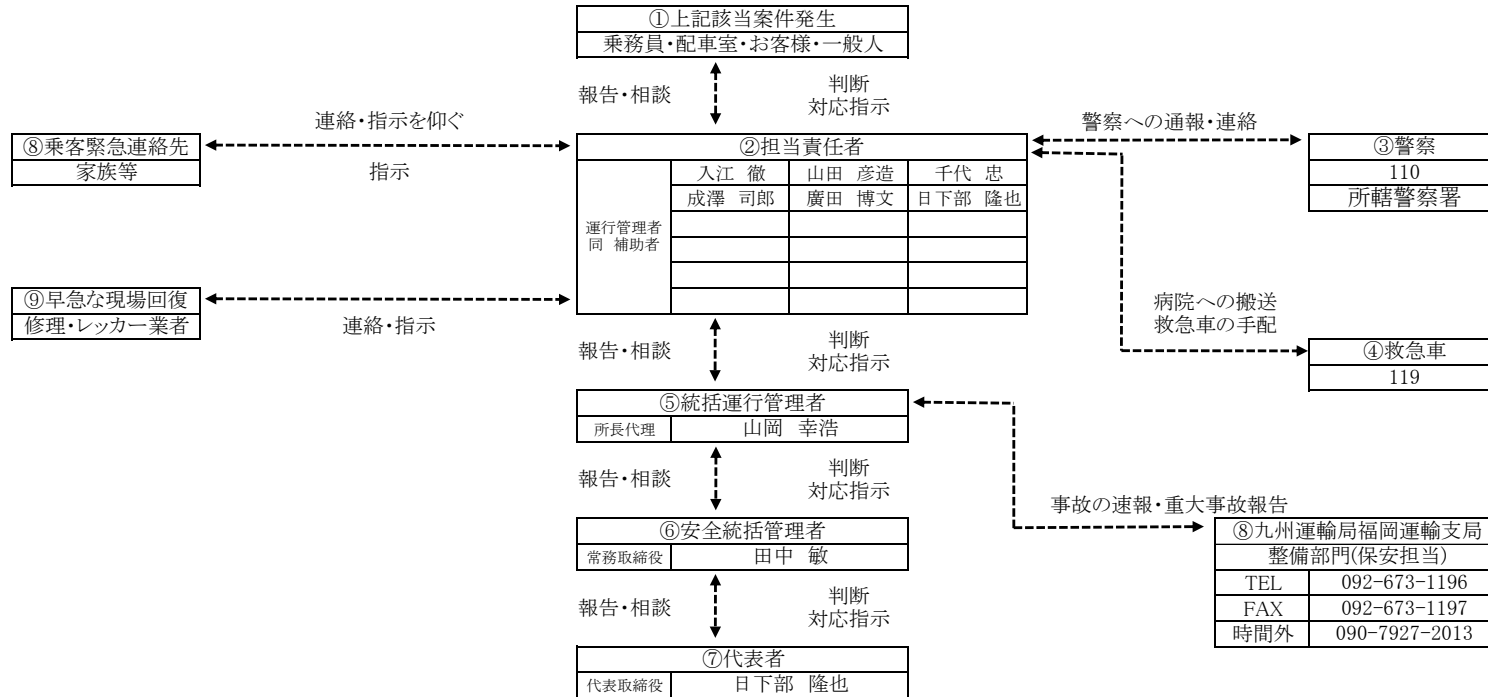 ①上記該当案件発生
乗務員・配車室・お客様・一般人
報告・相談
判断
対応指示
連絡・指示を仰ぐ
指示
⑧乗客緊急連絡先
家族等
②担当責任者
運行管理者
同 補助者
入江 徹 山田 彦造 千代 忠
成澤 司郎 廣田 博文 日下部 隆也
警察への通報・連絡
③警察
110
所轄警察署
⑨早急な現場回復
修理・レッカー業者
連絡・指示
病院への搬送
救急車の手配
④救急車
119
報告・相談
判断
対応指示
⑤統括運行管理者
所長代理 山岡 幸浩
報告・相談
判断
対応指示
事故の速報・重大事故報告
⑧九州運輸局福岡運輸支局
整備部門(保安担当)
TEL 092-673-1196
FAX 092-673-1197
時間外 090-7927-2013
⑥安全統括管理者
常務取締役 田中 敏
報告・相談
判断
対応指示
⑦代表者
代表取締役 日下部 隆也